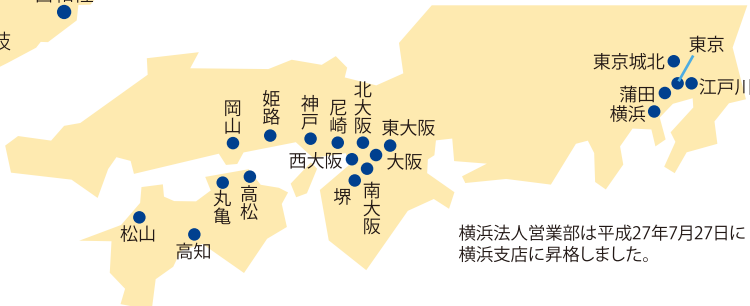 東京
東京城北
江戸川
蒲田
横浜
岡山
姫路
神戸
尼崎
北大阪
東大阪
西大阪
大阪
堺
南大阪
丸亀
高松
松山
高知
横浜法人営業部は平成27年7月27日に
横浜支店に昇格しました。